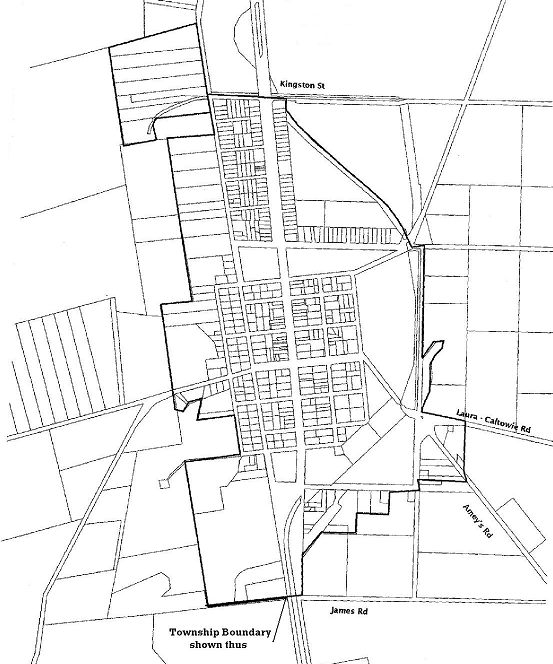 Kingston St
Laura - Caltowie Rd
Amey's Rd
James Rd
Township Boundary
shown thus